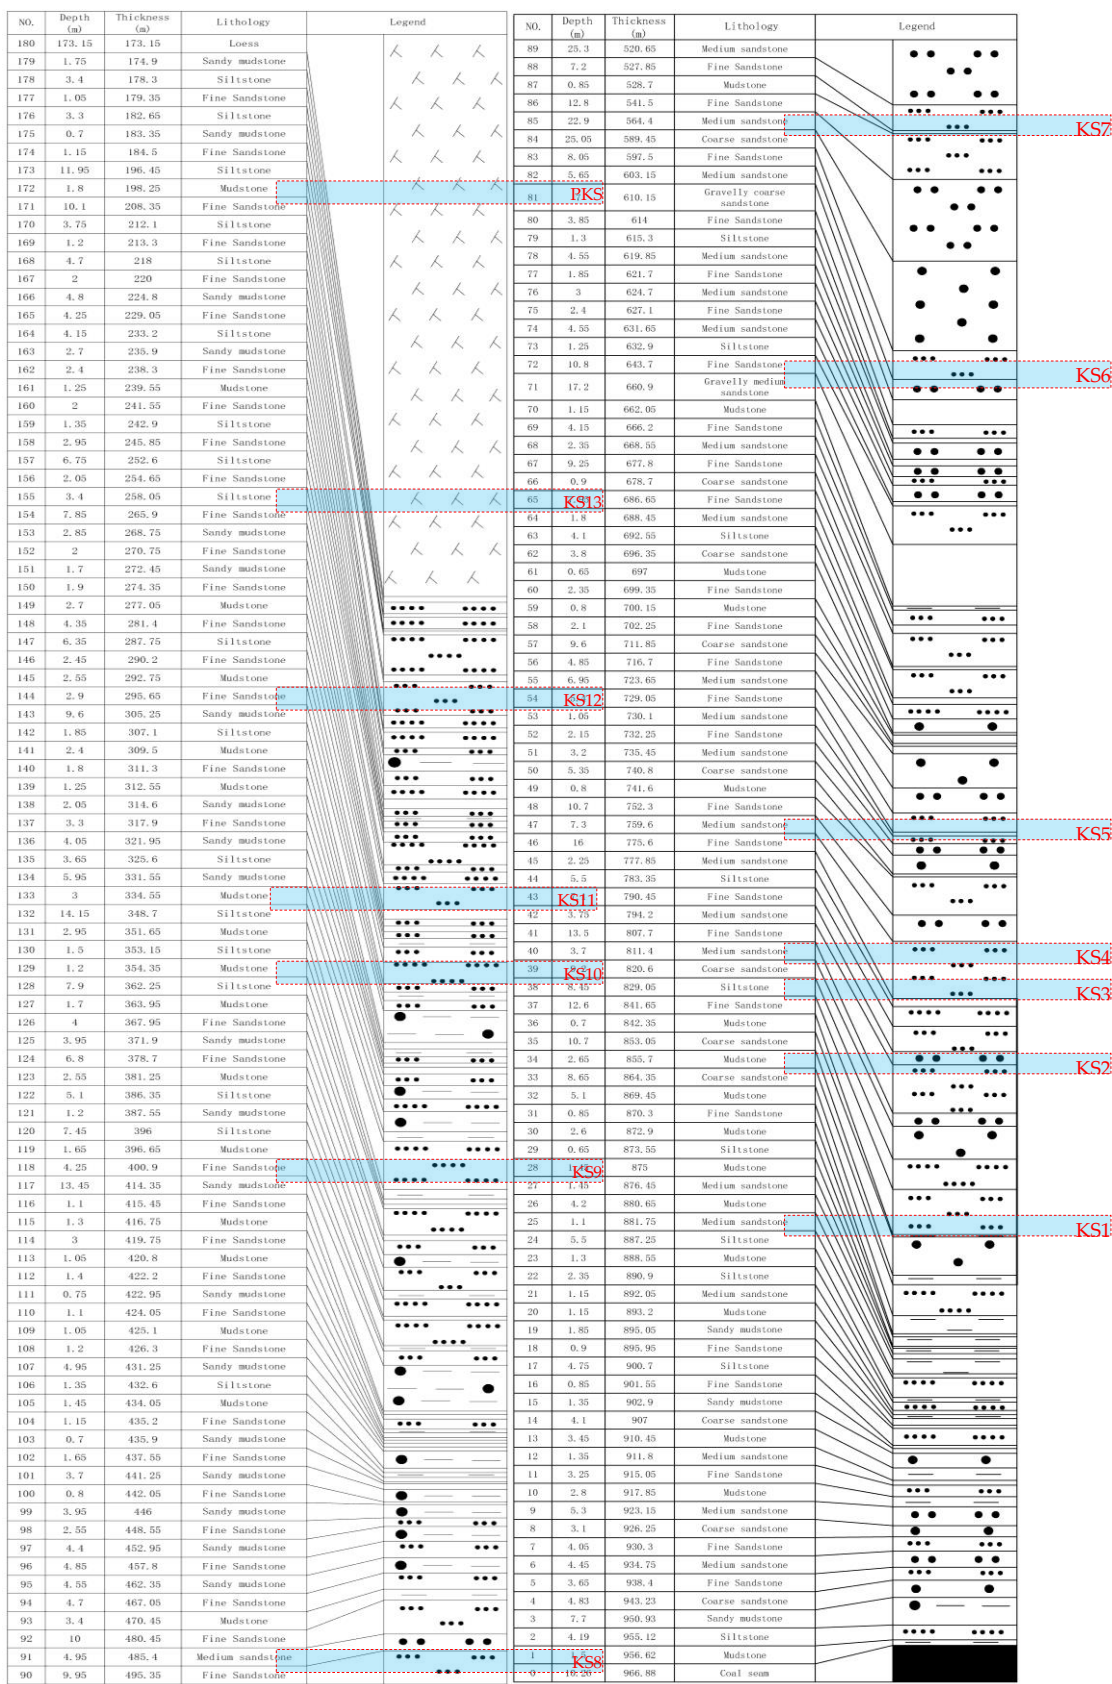 NO. Depth (m) Thickness (m) Lithology Legend
180 173.15 173.15 Loess
179 1.75 174.9 Sandy mudstone
178 3.4 178.3 Siltstone
177 1.05 179.35 Fine Sandstone
176 3.3 182.65 Siltstone
175 0.7 183.35 Sandy mudstone
174 1.15 184.5 Fine Sandstone
173 11.95 196.45 Siltstone
172 1.8 198.25 Mudstone
PKS
171 10.1 208.35 Fine Sandstone
170 3.75 212.1 Siltstone
169 1.2 213.3 Fine Sandstone
168 4.7 218 Siltstone
167 2 220 Fine Sandstone
166 4.8 224.8 Sandy mudstone
165 4.25 229.05 Fine Sandstone
164 4.15 233.2 Siltstone
163 2.7 235.9 Sandy mudstone
162 2.4 238.3 Fine Sandstone
161 1.25 239.55 Mudstone
160 2 241.55 Fine Sandstone
159 1.35 242.9 Siltstone
158 2.95 245.85 Fine Sandstone
157 6.75 252.6 Siltstone
156 2.05 254.65 Fine Sandstone
155 3.4 258.05 Siltstone
KS13
154 7.85 265.9 Fine Sandstone
153 2.85 268.75 Sandy mudstone
152 2 270.75 Fine Sandstone
151 1.7 272.45 Sandy mudstone
150 1.9 274.35 Fine Sandstone
149 2.7 277.05 Mudstone
148 4.35 281.4 Fine Sandstone
147 6.35 287.75 Siltstone
146 2.45 290.2 Fine Sandstone
145 2.55 292.75 Mudstone
144 2.9 295.65 Fine Sandstone
KS12
143 9.6 305.25 Sandy mudstone
142 1.85 307.1 Siltstone
141 2.4 309.5 Mudstone
140 1.8 311.3 Fine Sandstone
139 1.25 312.55 Mudstone
138 2.05 314.6 Sandy mudstone
137 3.3 317.9 Fine Sandstone
136 4.05 321.95 Sandy mudstone
135 3.65 325.6 Siltstone
134 5.95 331.55 Sandy mudstone
133 3 334.55 Mudstone
KS11
132 14.15 348.7 Siltstone
131 2.95 351.65 Mudstone
130 1.5 353.15 Siltstone
129 1.2 354.35 Mudstone
KS10
128 7.9 362.25 Siltstone
127 1.7 363.95 Mudstone
126 4 367.95 Fine Sandstone
125 3.95 371.9 Sandy mudstone
124 6.8 378.7 Fine Sandstone
123 2.55 381.25 Mudstone
122 5.1 386.35 Siltstone
121 1.2 387.55 Sandy mudstone
120 7.45 396 Siltstone
119 1.65 396.65 Mudstone
118 4.25 400.9 Fine Sandstone
KS9
117 13.45 414.35 Sandy mudstone
116 1.1 415.45 Fine Sandstone
115 1.3 416.75 Mudstone
114 3 419.75 Fine Sandstone
113 1.05 420.8 Mudstone
112 1.4 422.2 Fine Sandstone
111 0.75 422.95 Sandy mudstone
110 1.1 424.05 Fine Sandstone
109 1.05 425.1 Mudstone
108 1.2 426.3 Fine Sandstone
107 4.95 431.25 Sandy mudstone
106 1.35 432.6 Siltstone
105 1.45 434.05 Mudstone
104 1.15 435.2 Fine Sandstone
103 0.7 435.9 Sandy mudstone
102 1.65 437.55 Fine Sandstone
101 3.7 441.25 Sandy mudstone
100 0.8 442.05 Fine Sandstone
99 3.95 446 Sandy mudstone
98 2.55 448.55 Fine Sandstone
97 4.4 452.95 Sandy mudstone
96 4.85 457.8 Fine Sandstone
95 4.55 462.35 Sandy mudstone
94 4.7 467.05 Fine Sandstone
93 3.4 470.45 Mudstone
92 10 480.45 Fine Sandstone
91 4.95 485.4 Medium sandstone
KS8
90 9.95 495.35 Fine Sandstone
NO. Depth (m) Thickness (m) Lithology Legend
89 25.3 520.65 Medium sandstone
88 7.2 527.85 Fine Sandstone
87 0.85 528.7 Mudstone
86 12.8 541.5 Fine Sandstone
85 22.9 564.4 Medium sandstone
KS7
84 25.05 589.45 Coarse sandstone
83 8.05 597.5 Fine Sandstone
82 5.65 603.15 Medium sandstone
81 610.15 Gravelly coarse sandstone
80 3.85 614 Fine Sandstone
79 1.3 615.3 Siltstone
78 4.55 619.85 Medium sandstone
77 1.85 621.7 Fine Sandstone
76 3 624.7 Medium sandstone
75 2.4 627.1 Fine Sandstone
74 4.55 631.65 Medium sandstone
73 1.25 632.9 Siltstone
72 10.8 643.7 Fine Sandstone
KS6
71 17.2 660.9 Gravelly medium sandstone
70 1.15 662.05 Mudstone
69 4.15 666.2 Fine Sandstone
68 2.35 668.55 Medium sandstone
67 9.25 677.8 Fine Sandstone
66 0.9 678.7 Coarse sandstone
65 686.65 Fine Sandstone
64 1.8 688.45 Medium sandstone
63 4.1 692.55 Siltstone
62 3.8 696.35 Coarse sandstone
61 0.65 697 Mudstone
60 2.35 699.35 Fine Sandstone
59 0.8 700.15 Mudstone
58 2.1 702.25 Fine Sandstone
57 9.6 711.85 Coarse sandstone
56 4.85 716.7 Fine Sandstone
55 6.95 723.65 Medium sandstone
54 729.05 Fine Sandstone
53 1.05 730.1 Medium sandstone
52 2.15 732.25 Fine Sandstone
51 3.2 735.45 Medium sandstone
50 5.35 740.8 Coarse sandstone
49 0.8 741.6 Mudstone
48 10.7 752.3 Fine Sandstone
47 7.3 759.6 Medium sandstone
KS5
46 16 775.6 Fine Sandstone
45 2.25 777.85 Medium sandstone
44 5.5 783.35 Siltstone
43 790.45 Fine Sandstone
42 3.75 794.2 Medium sandstone
41 13.5 807.7 Fine Sandstone
40 3.7 811.4 Medium sandstone
KS4
39 9.2 820.6 Coarse sandstone
38 8.45 829.05 Siltstone
KS3
37 12.6 841.65 Fine Sandstone
36 0.7 842.35 Mudstone
35 10.7 853.05 Coarse sandstone
34 2.65 855.7 Mudstone
KS2
33 8.65 864.35 Coarse sandstone
32 5.1 869.45 Mudstone
31 0.85 870.3 Fine Sandstone
30 2.6 872.9 Mudstone
29 0.65 873.55 Siltstone
28 1.45 875 Mudstone
27 1.45 876.45 Mudstone
26 4.2 880.65 Mudstone
25 1.1 881.75 Medium sandstone
KS1
24 5.5 887.25 Siltstone
23 1.3 888.55 Mudstone
22 2.35 890.9 Siltstone
21 1.15 892.05 Medium sandstone
20 1.15 893.2 Mudstone
19 1.85 895.05 Sandy mudstone
18 0.9 895.95 Fine Sandstone
17 4.75 900.7 Siltstone
16 0.85 901.55 Fine Sandstone
15 1.35 902.9 Sandy mudstone
14 4.1 907 Coarse sandstone
13 3.45 910.45 Mudstone
12 1.35 911.8 Medium sandstone
11 3.25 915.05 Fine Sandstone
10 2.8 917.85 Mudstone
9 5.3 923.15 Medium sandstone
8 3.1 926.25 Coarse sandstone
7 4.05 930.3 Fine Sandstone
6 4.45 934.75 Medium sandstone
5 3.65 938.4 Fine Sandstone
4 4.83 943.23 Coarse sandstone
3 7.7 950.93 Sandy mudstone
2 4.19 955.12 Siltstone
1 956.62 Mudstone
0 10.26 966.88 Coal seam